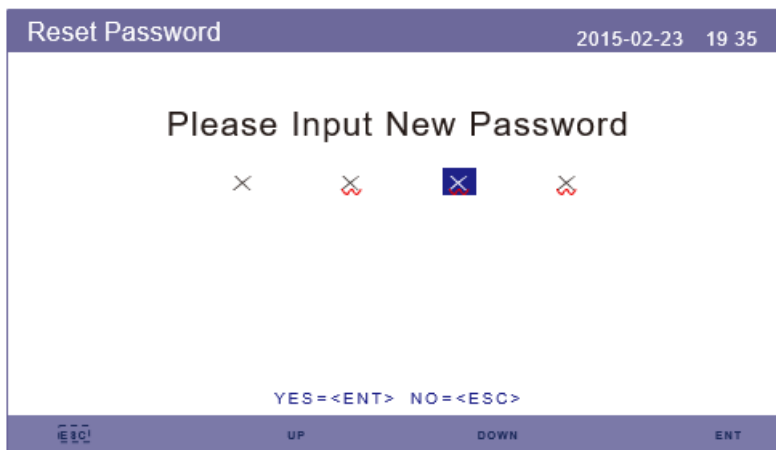 Reset Password 2015-02-23 19 35
Please Input New Password
× × × ×
YES=<ENT> NO=<ESC>
ESC UP DOWN ENT